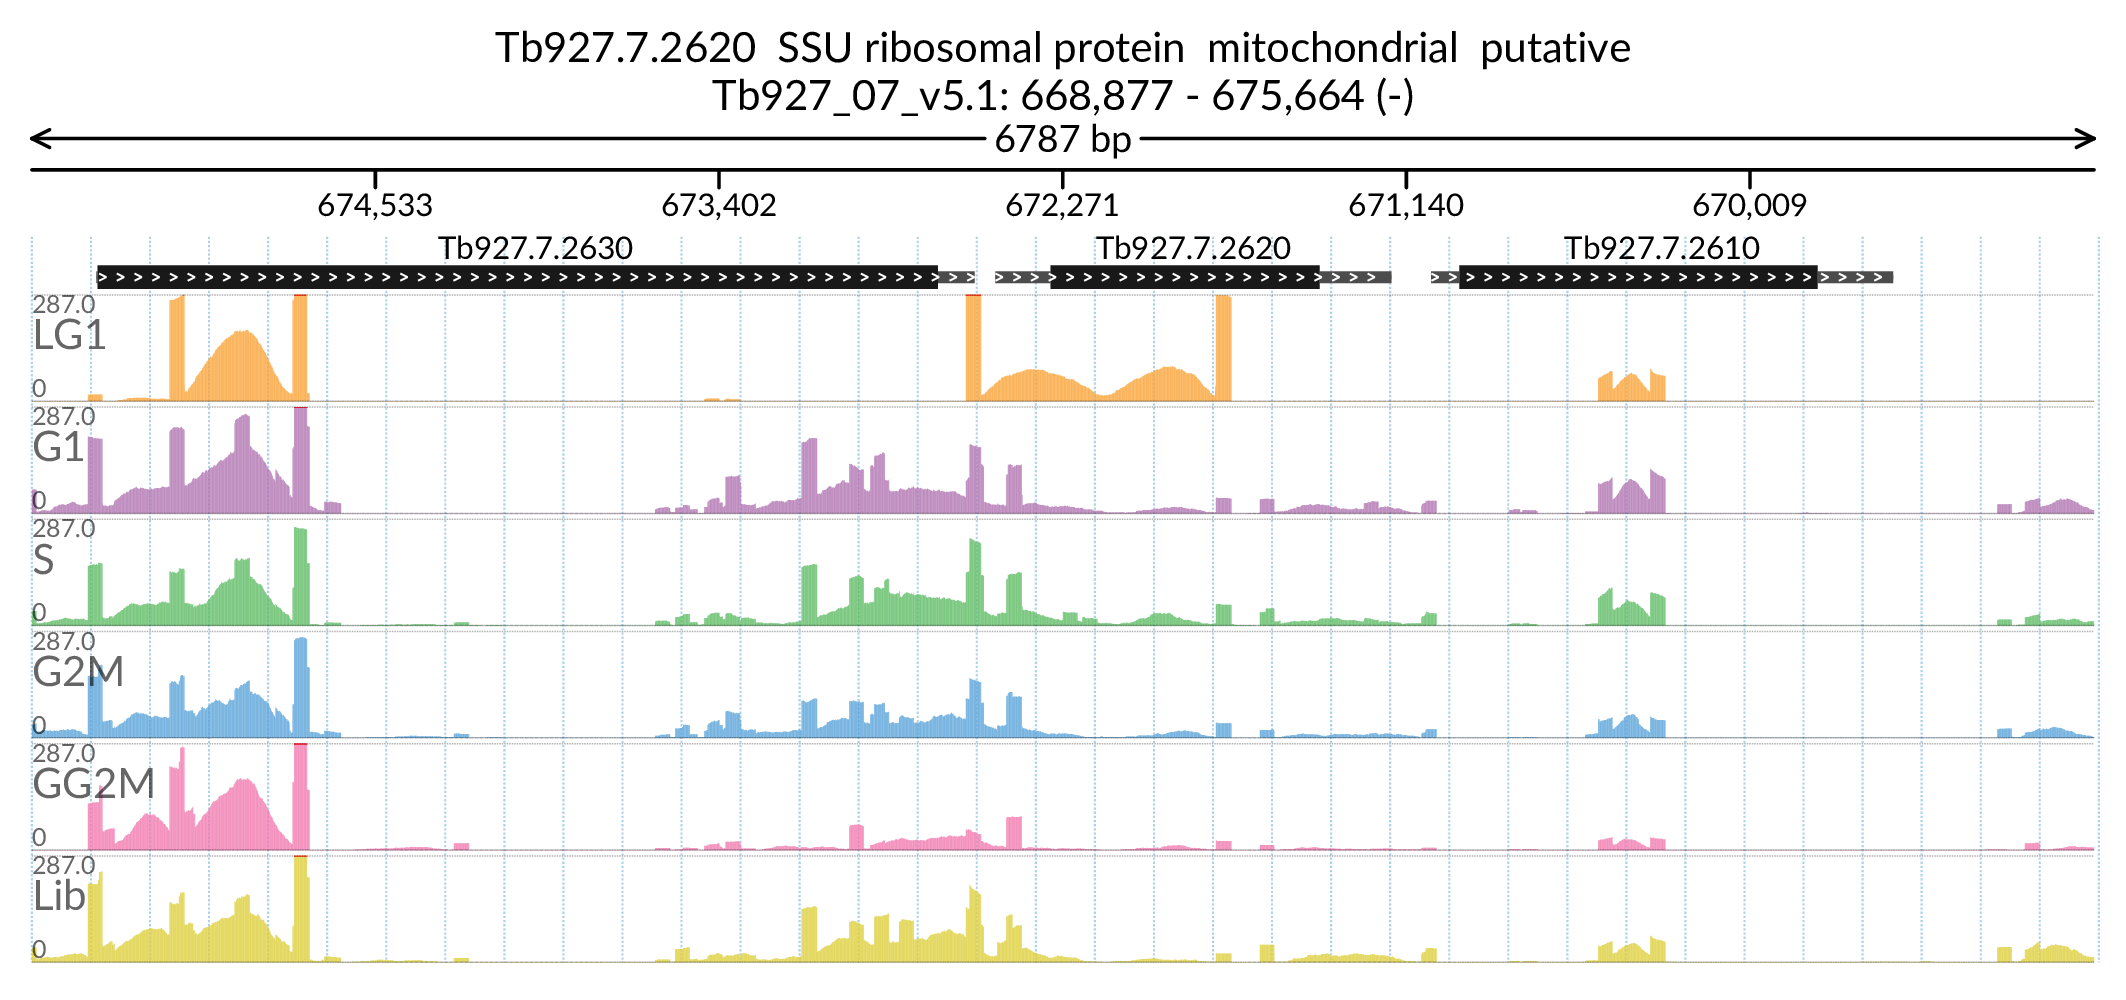 Tb927.7.2620  SSU ribosomal protein  mitochondrial  putative
Tb927_07_v5.1: 668,877 - 675,664 (-)
6787 bp
674,533 673,402 672,271 671,140 670,009
Tb927.7.2630 Tb927.7.2620 Tb927.7.2610
287.0
LG1
0
287.0
G1
0
287.0
S
0
287.0
G2M
0
287.0
GG2M
0
287.0
Lib
0